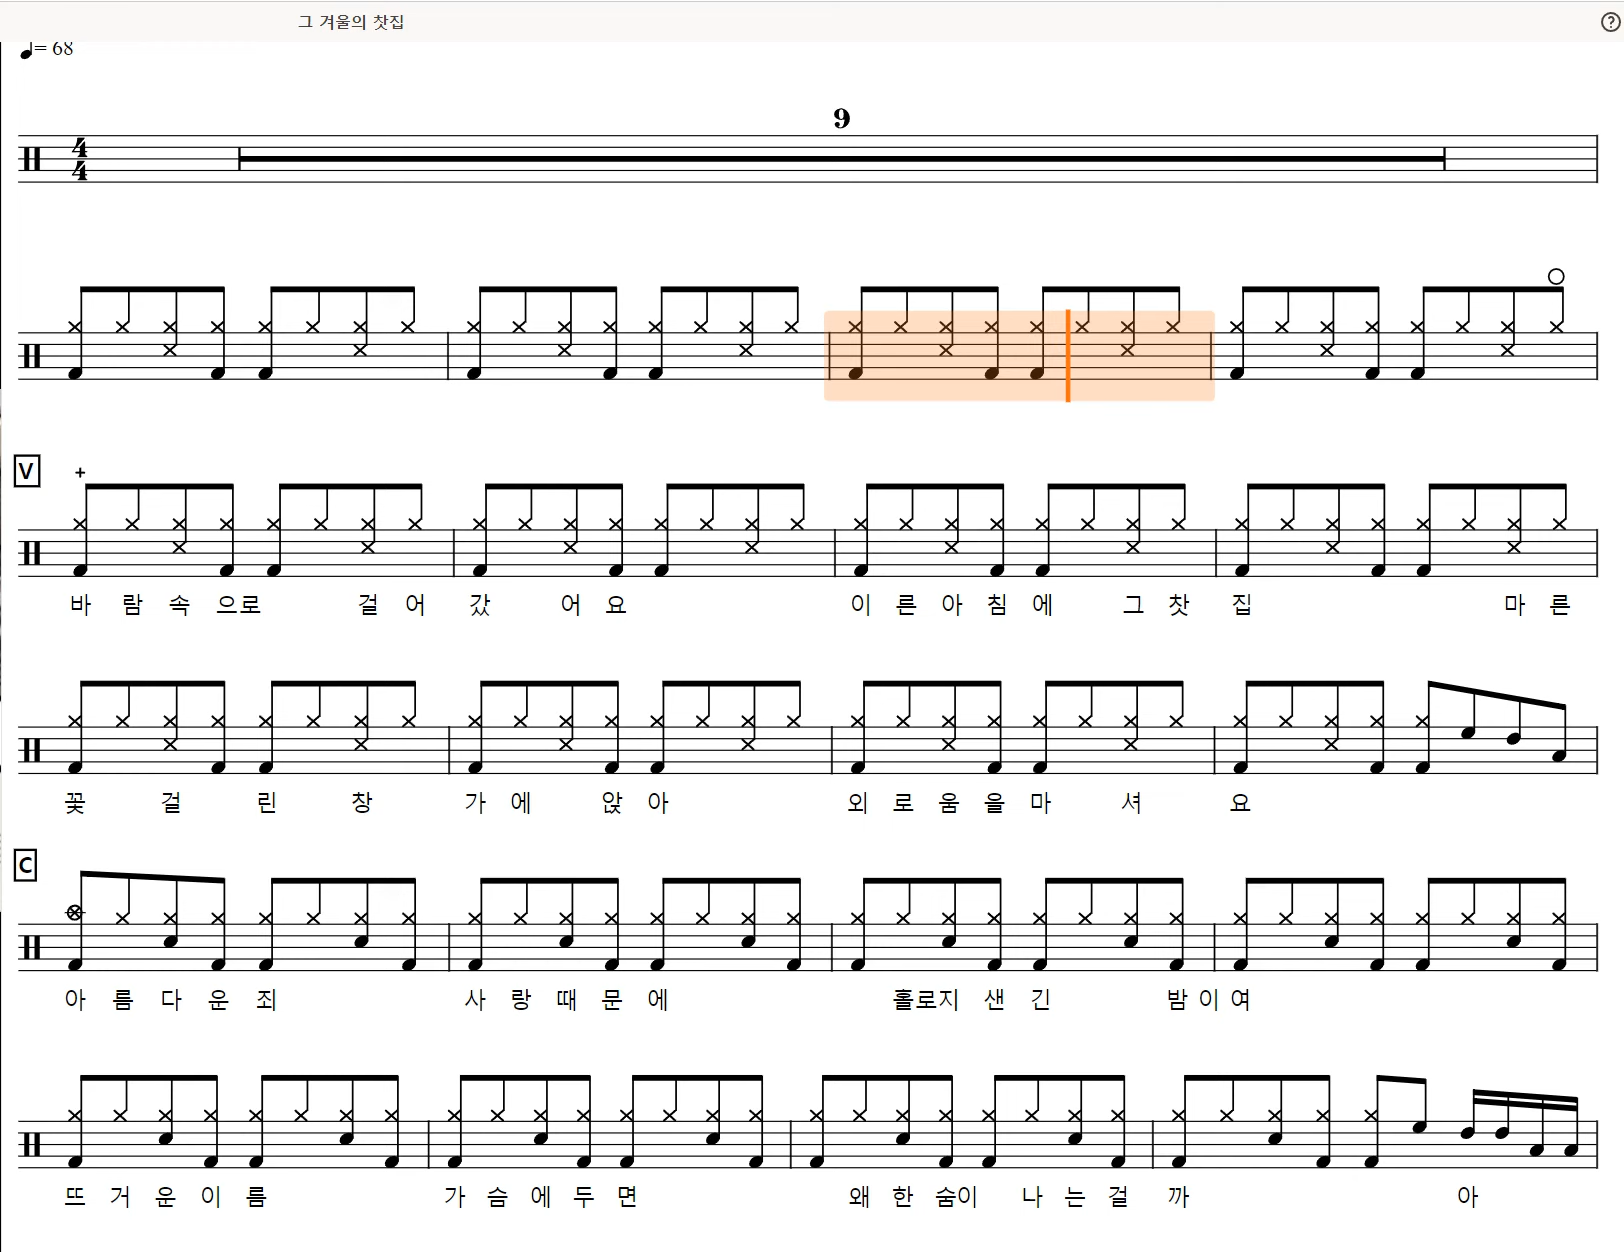 그 겨울의 찻집
♩= 68
9
4
4
V
+
바 람 속 으로 걸 어 갔 어 요 이 른 아 침 에 그 찻 집 마 른
꽃 걸 린 창 가 에 앉 아 외 로 움 을 마 셔 요
C
아 름 다 운 죄 사 랑 때 문 에 홀로지 샌 긴 밤 이 여
뜨 거 운 이 름 가 슴 에 두 면 왜 한 숨이 나 는 걸 까 아